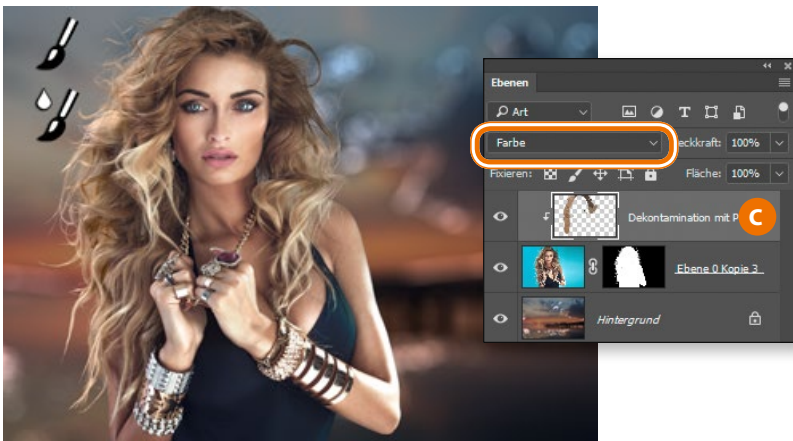 Ebenen
Art
T
Farbe
eckkraft: 100%
Fixieren: Fläche: 100%
Dekontamination mit P
C
Ebene 0 Kopie 3
Hintergrund